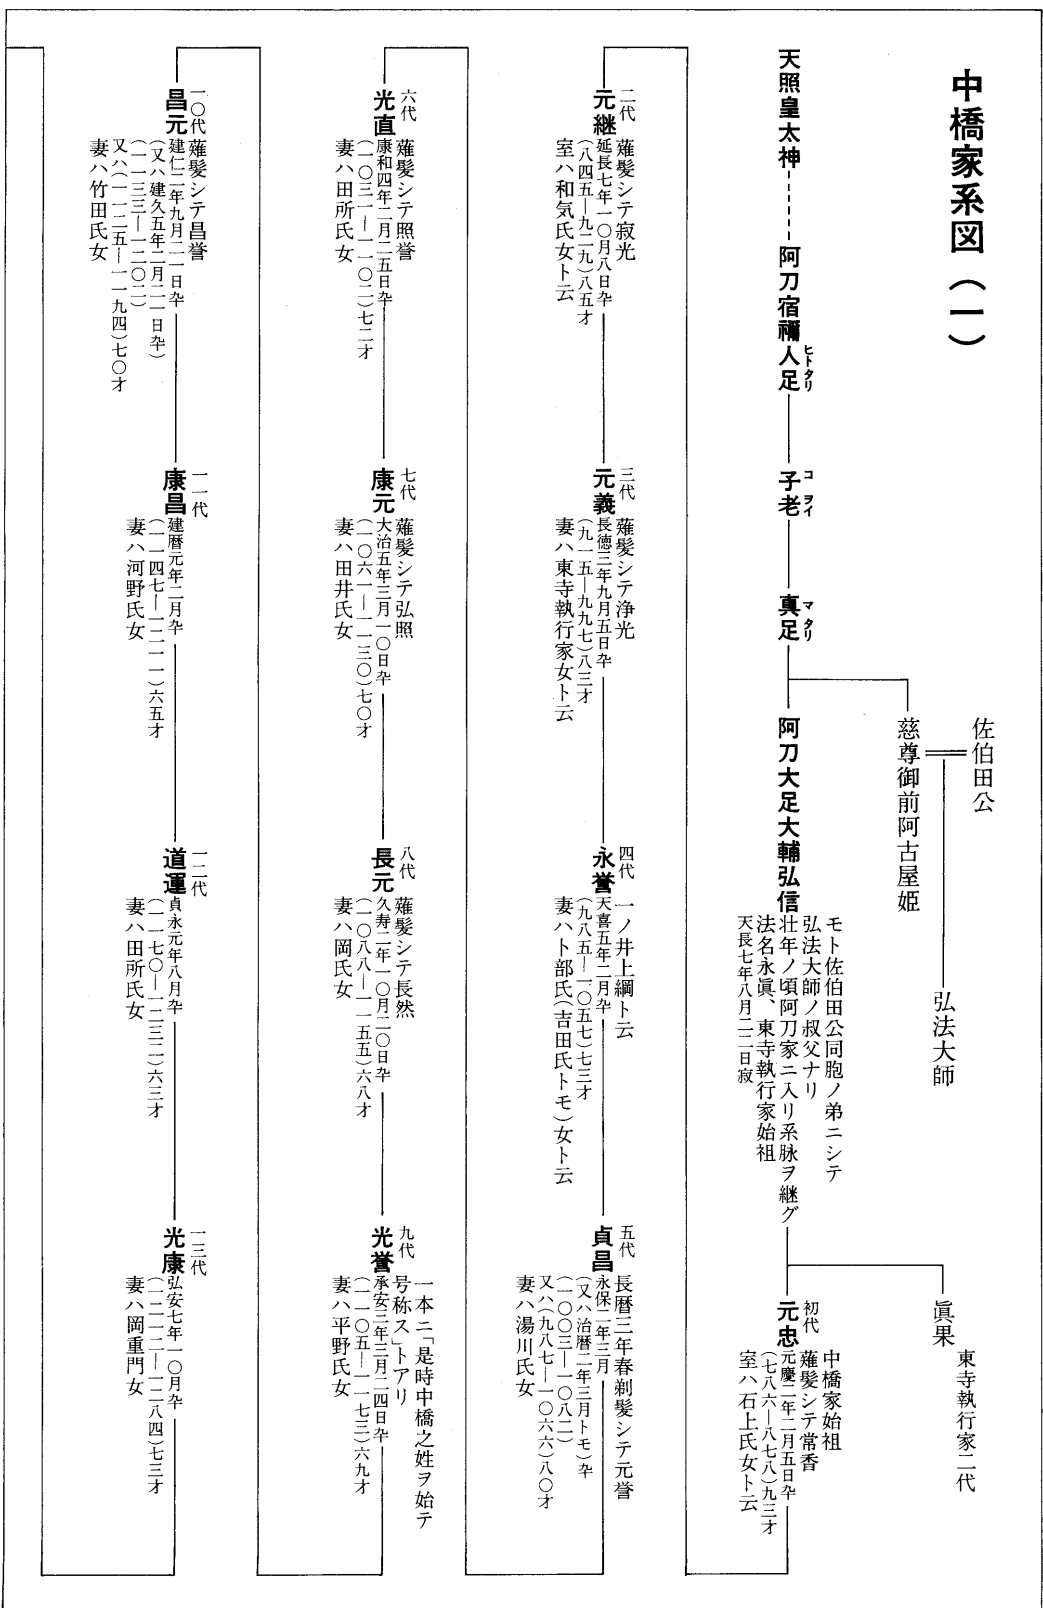 中橋家系図（一）
佐伯田公
慈尊御前阿古屋姫
弘法大師
天照皇太神
阿刀宿禰人足
ヒトタリ
子老
コヲイ
真足
マタリ
阿刀大足大輔弘信
モト佐伯田公同胞ノ弟ニシテ
弘法大師ノ叔父ナリ
壮年ノ頃阿刀家ニ入リ系脉ヲ継グ
法名永眞、東寺執行家始祖
天長七年八月二二日寂
眞果
東寺執行家二代
初代
元忠
中橋家始祖
薙髪シテ常香
元慶二年二月五日卒
（七八六―八七八）九三才
室ハ石上氏女ト云
二代
元継
薙髪シテ寂光
延長七年一〇月八日卒
（八四五―九二九）八五才
室ハ和気氏女ト云
三代
元義
薙髪シテ浄光
長徳三年九月五日卒
（九一五―九九七）八三才
妻ハ東寺執行家女ト云
四代
永誉
一ノ井上綱ト云
天喜五年二月卒
（九八五―一〇五七）七三才
妻ハト部氏（吉田氏トモ）女ト云
五代
貞昌
長暦三年春剃髪シテ元誉
永保二年三月
（又ハ治暦二年三月トモ）卒
（一〇〇三―一〇八二）
又ハ（九八七―一〇六六）八〇才
妻ハ湯川氏女
六代
光直
薙髪シテ照誉
康和四年二月二五日卒
（一〇三一―一一〇二）七二才
妻ハ田所氏女
七代
康元
薙髪シテ弘照
大治五年三月一〇日卒
（一〇六一―一一三〇）七〇才
妻ハ田井氏女
八代
長元
薙髪シテ長然
久寿二年一〇月二〇日卒
（一〇八八―一一五五）六八才
妻ハ岡氏女
九代
光誉
一本ニ「是時中橋之姓ヲ始テ
号称ス」トアリ
承安三年三月二四日卒
（一一〇五―一一七三）六九才
妻ハ平野氏女
一〇代
昌元
薙髪シテ昌誉
建仁二年九月二一日卒
（又ハ建久五年二月二一日卒）
（一一三三―一二〇二）
又ハ（一一二五―一一九四）七〇才
妻ハ竹田氏女
一一代
康昌
建暦元年二月卒
（一一四七―一二一一）六五才
妻ハ河野氏女
一二代
道運
貞永元年八月卒
（一一七〇―一二三二）六三才
妻ハ田所氏女
一三代
光康
弘安七年一〇月卒
（一二一二―一二八四）七三才
妻ハ岡重門女